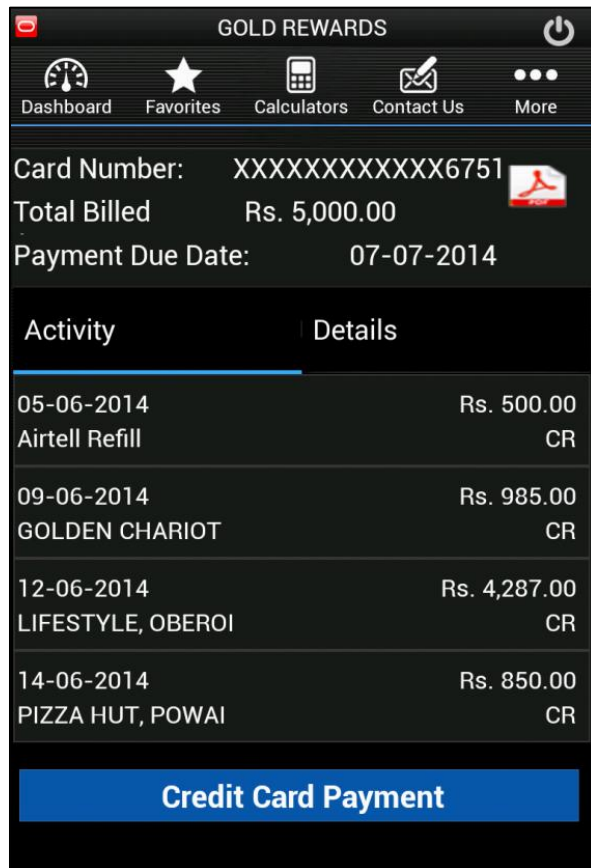 GOLD REWARDS
Dashboard Favorites Calculators Contact Us More
Card Number: XXXXXXXXXXXX6751
PDF
Total Billed Rs. 5,000.00
Payment Due Date: 07-07-2014
Activity Details
05-06-2014 Rs. 500.00
Airtell Refill CR
09-06-2014 Rs. 985.00
GOLDEN CHARIOT CR
12-06-2014 Rs. 4,287.00
LIFESTYLE, OBEROI CR
14-06-2014 Rs. 850.00
PIZZA HUT, POWAI CR
Credit Card Payment